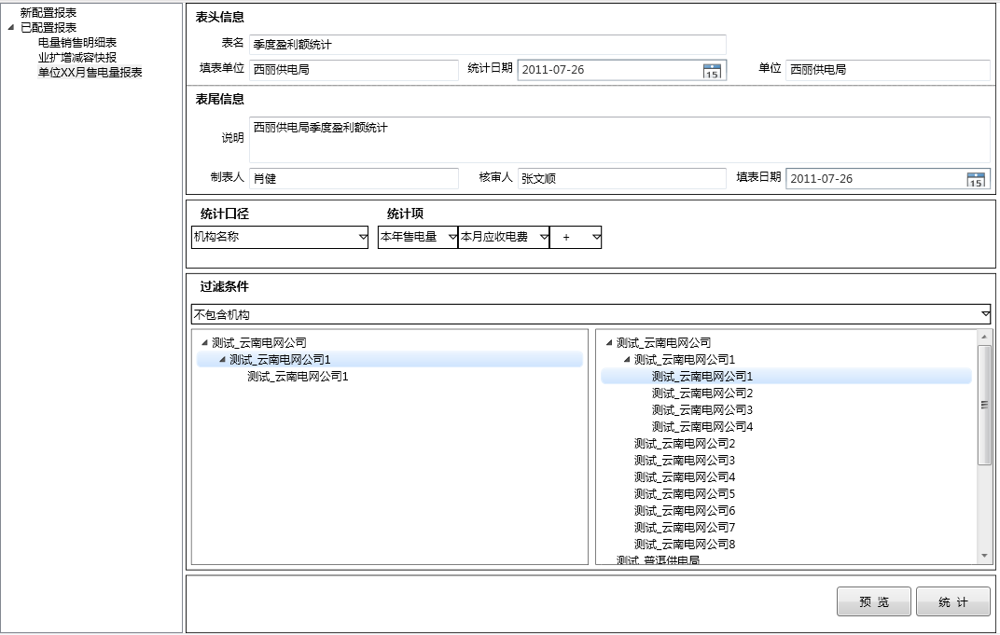 新配置报表
已配置报表
电量销售明细表
业扩增减容快报
单位XX月售电量报表
表头信息
表名 季度盈利额统计
填表单位 西丽供电局 统计日期 2011-07-26 15 单位 西丽供电局
表尾信息
说明 西丽供电局季度盈利额统计
制表人 肖健 核审人 张文顺 填表日期 2011-07-26 15
统计口径 统计项
机构名称 本年售电量 本月应收电费 +
过滤条件
不包含机构
测试_云南电网公司
测试_云南电网公司1
测试_云南电网公司1
测试_云南电网公司
测试_云南电网公司1
测试_云南电网公司1
测试_云南电网公司2
测试_云南电网公司3
测试_云南电网公司4
测试_云南电网公司2
测试_云南电网公司3
测试_云南电网公司4
测试_云南电网公司5
测试_云南电网公司6
测试_云南电网公司7
测试_云南电网公司8
测试_普洱供电局
预 览 统 计